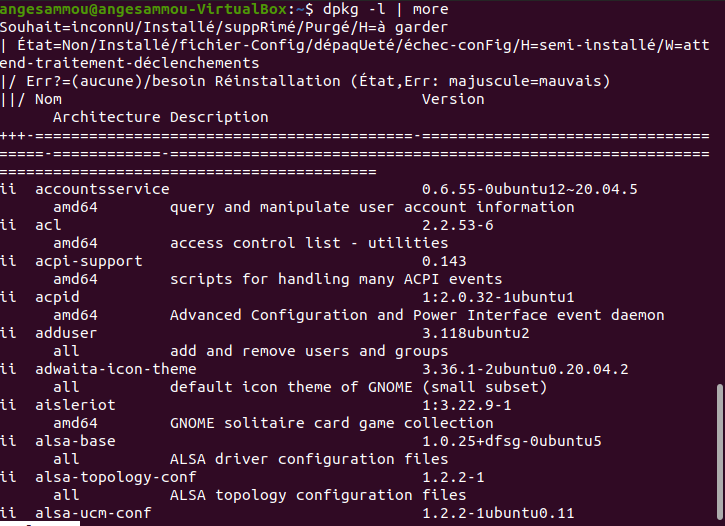 angesammou@angesammou-VirtualBox:~$ dpkg -l | more
Souhait=inconnU/Installé/suppRimé/Purgé/H=à garder
| État=Non/Installé/fichier-Config/dépaqUeté/échec-conFig/H=semi-installé/W=att
end-traitement-déclenchements
|/ Err?=(aucune)/besoin Réinstallation (État,Err: majuscule=mauvais)
||/ Nom Version
Architecture Description
+++-==========================================-================================
=====-============-============================================================
==========================================
ii accountsservice 0.6.55-0ubuntu12~20.04.5
amd64 query and manipulate user account information
ii acl 2.2.53-6
amd64 access control list - utilities
ii acpi-support 0.143
amd64 scripts for handling many ACPI events
ii acpid 1:2.0.32-1ubuntu1
amd64 Advanced Configuration and Power Interface event daemon
ii adduser 3.118ubuntu2
all add and remove users and groups
ii adwaita-icon-theme 3.36.1-2ubuntu0.20.04.2
all default icon theme of GNOME (small subset)
ii aisleriot 1:3.22.9-1
amd64 GNOME solitaire card game collection
ii alsa-base 1.0.25+dfsg-0ubuntu5
all ALSA driver configuration files
ii alsa-topology-conf 1.2.2-1
all ALSA topology configuration files
ii alsa-ucm-conf 1.2.2-1ubuntu0.11